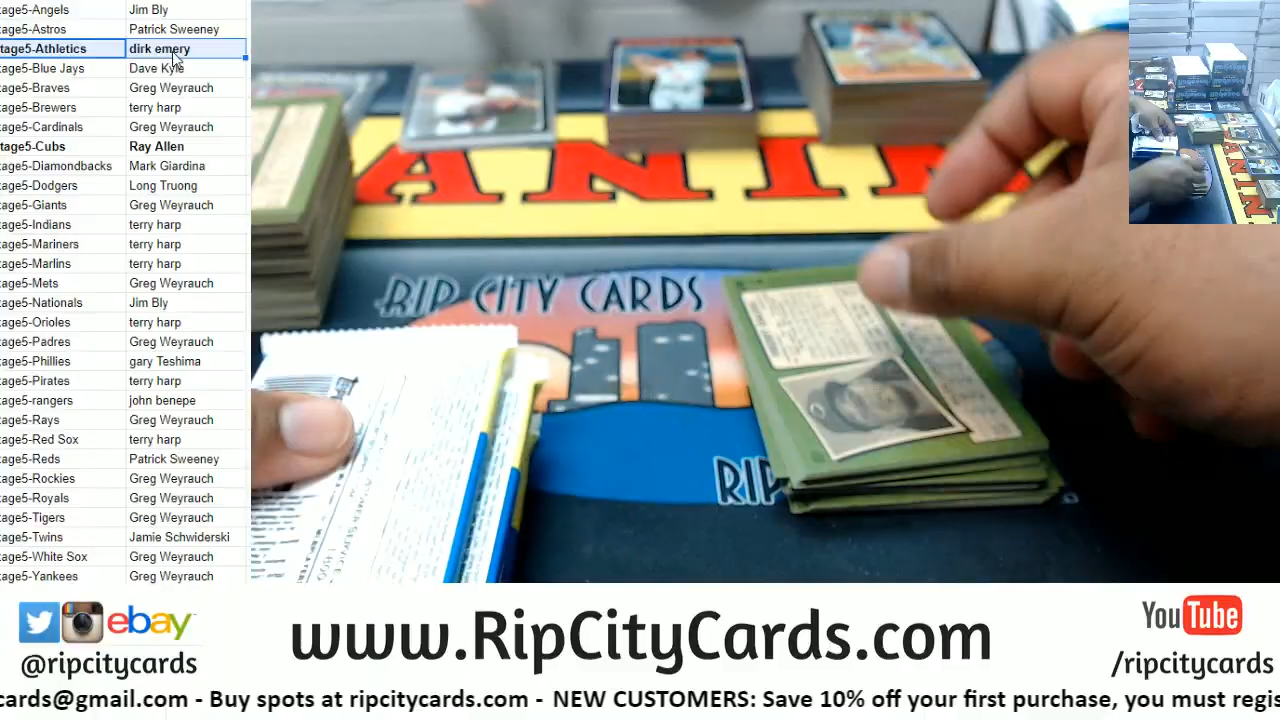 tage5-Angels Jim Bly
tage5-Astros Patrick Sweeney
tage5-Athletics dirk emery
tage5-Blue Jays Dave Kyle
tage5-Braves Greg Weyrauch
tage5-Brewers terry harp
tage5-Cardinals Greg Weyrauch
tage5-Cubs Ray Allen
tage5-Diamondbacks Mark Giardina
tage5-Dodgers Long Truong
tage5-Giants Greg Weyrauch
tage5-Indians terry harp
tage5-Mariners terry harp
tage5-Marlins terry harp
tage5-Mets Greg Weyrauch
tage5-Nationals Jim Bly
tage5-Orioles terry harp
tage5-Padres Greg Weyrauch
tage5-Phillies gary Teshima
tage5-Pirates terry harp
tage5-rangers john benepe
tage5-Rays Greg Weyrauch
tage5-Red Sox terry harp
tage5-Reds Patrick Sweeney
tage5-Rockies Greg Weyrauch
tage5-Royals Greg Weyrauch
tage5-Tigers Greg Weyrauch
tage5-Twins Jamie Schwiderski
tage5-White Sox Greg Weyrauch
tage5-Yankees Greg Weyrauch
ANIN
RIP CITY CARDS
RIP
ANIN
ebay
@ripcitycards
www.RipCityCards.com
YouTube
/ripcitycards
cards@gmail.com - Buy spots at ripcitycards.com - NEW CUSTOMERS: Save 10% off your first purchase, you must regis